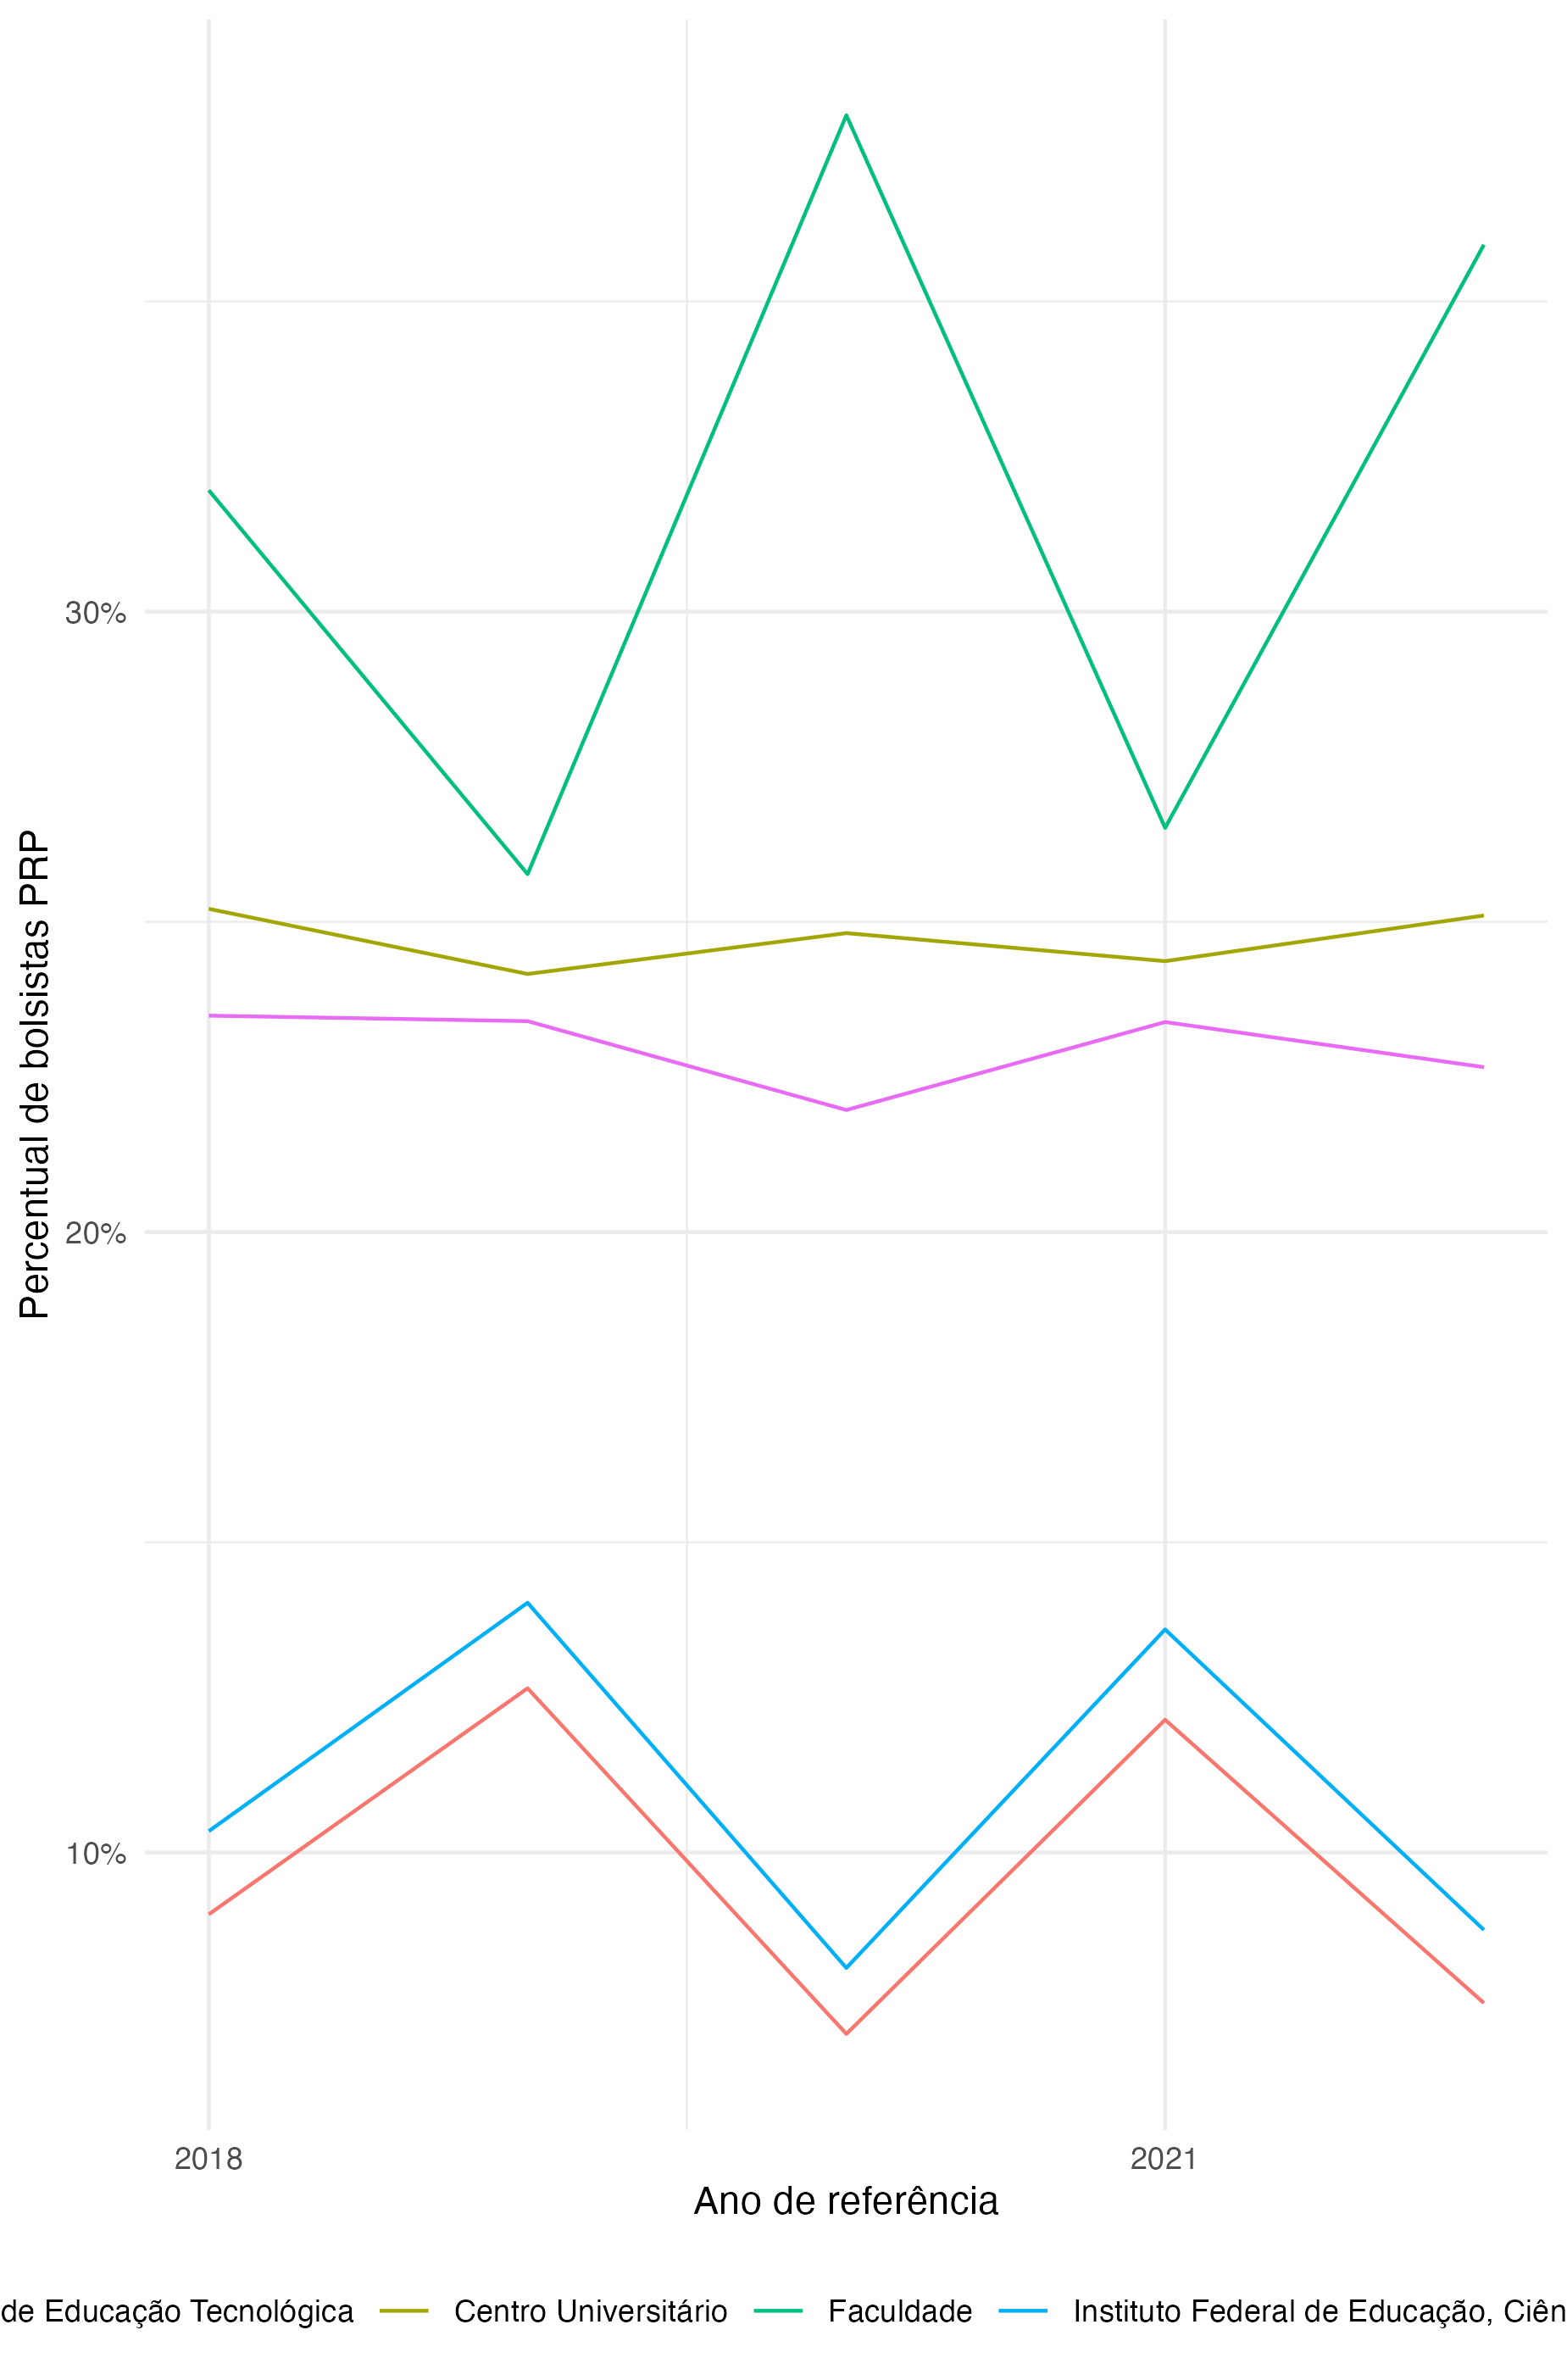 Percentual de bolsistas PRP
30%
20%
10%
2018
2021
Ano de referência
de Educação Tecnológica
Centro Universitário
Faculdade
Instituto Federal de Educação, Ciên